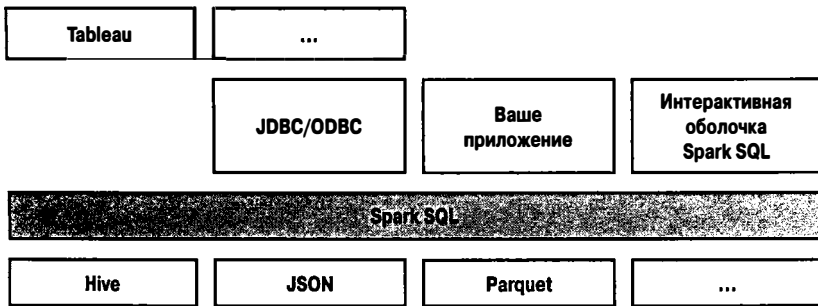 Tableau
...
JDBC/ODBC
Ваше
приложение
Интерактивная
оболочка
Spark SQL
Spark SQL
Hive
JSON
Parquet
...